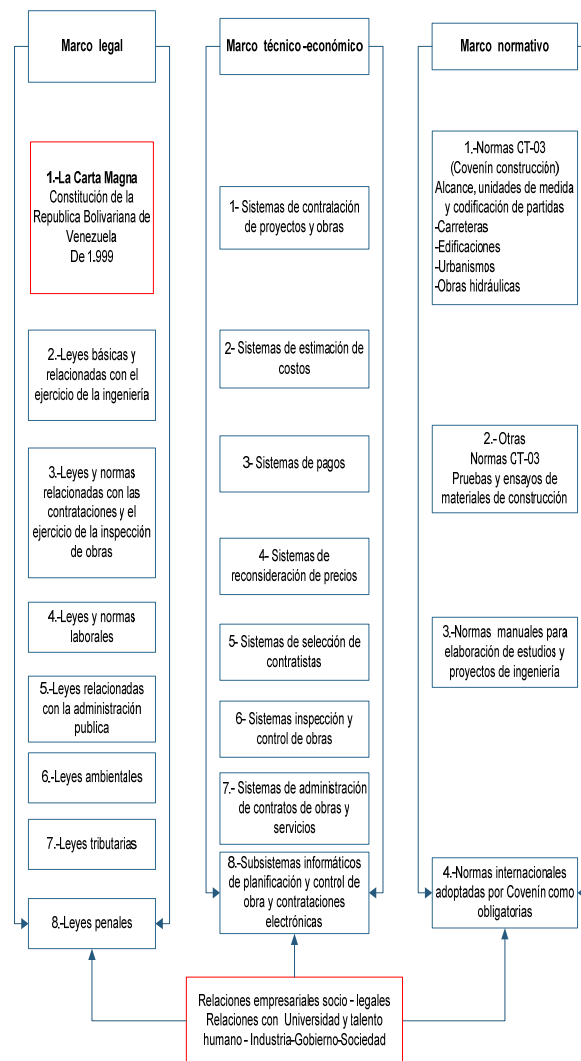 Marco legal
1.-La Carta Magna
Constitución de la
Republica Bolivariana de
Venezuela
De 1.999
2.-Leyes básicas y
relacionadas con el
ejercicio de la ingeniería
3.-Leyes y normas
relacionadas con las
contrataciones y el
ejercicio de la inspección
de obras
4.-Leyes y normas
laborales
5.-Leyes relacionadas
con la administración
publica
6.-Leyes ambientales
7.-Leyes tributarias
8.-Leyes penales
Marco técnico-económico
1- Sistemas de contratación
de proyectos y obras
2- Sistemas de estimación de
costos
3- Sistemas de pagos
4- Sistemas de
reconsideración de precios
5- Sistemas de selección de
contratistas
6- Sistemas inspección y
control de obras
7.- Sistemas de administración
de contratos de obras y
servicios
8.-Subsistemas informáticos
de planificación y control de
obra y contrataciones
electrónicas
Marco normativo
1.-Normas CT-03
(Covenín construcción)
Alcance, unidades de medida
y codificación de partidas
-Carreteras
-Edificaciones
-Urbanismos
-Obras hidráulicas
2.- Otras
Normas CT-03
Pruebas y ensayos de
materiales de construcción
3.-Normas manuales para
elaboración de estudios y
proyectos de ingeniería
4.-Normas internacionales
adoptadas por Covenín como
obligatorias
Relaciones empresariales socio - legales
Relaciones con Universidad y talento
humano - Industria-Gobierno-Sociedad